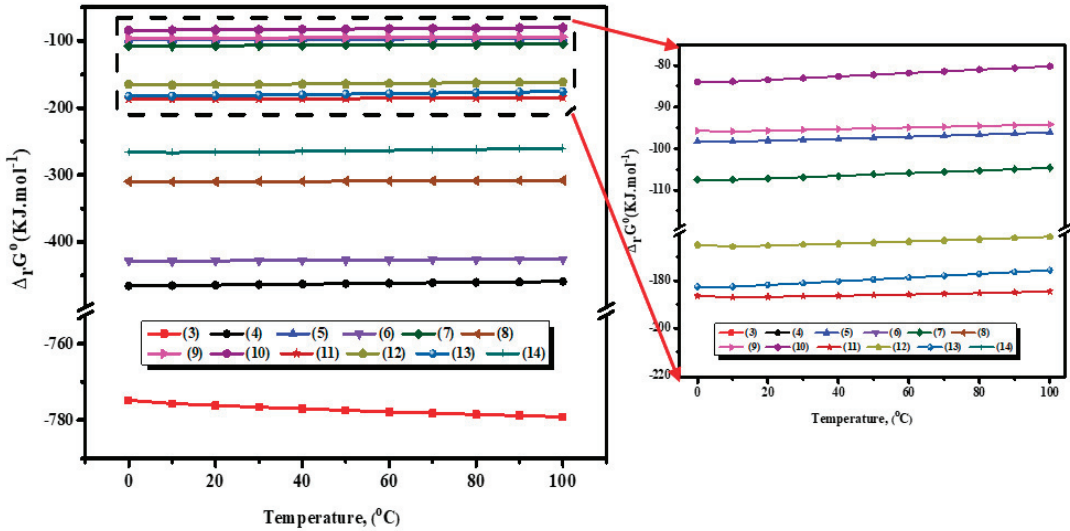 -100
-200
-300
-400
-760
-780
ΔrG⁰(KJ.mol⁻¹)
0 20 40 60 80 100
Temperature, (⁰C)
(3) (4) (5) (6) (7) (8)
(9) (10) (11) (12) (13) (14)
-80
-90
-100
-110
-180
-200
-220
ΔrG⁰(KJ.mol⁻¹)
0 20 40 60 80 100
Temperature, (⁰C)
(3) (4) (5) (6) (7) (8)
(9) (10) (11) (12) (13) (14)